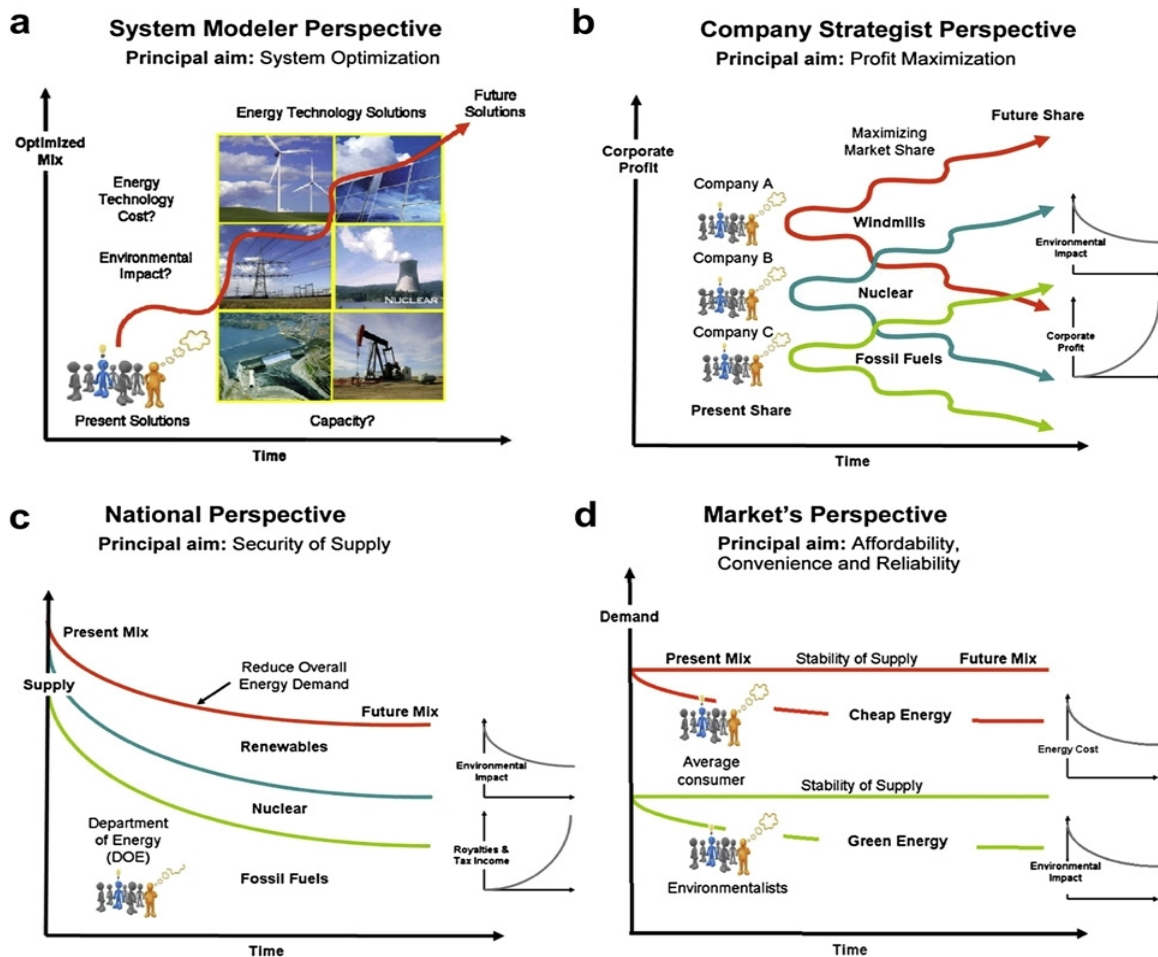 a
System Modeler Perspective
Principal aim: System Optimization
Optimized
Mix
Energy Technology Solutions
Future
Solutions
Energy
Technology
Cost?
Environmental
Impact?
NUCLEAR
Present Solutions
Capacity?
Time
b
Company Strategist Perspective
Principal aim: Profit Maximization
Corporate
Profit
Maximizing
Market Share
Future Share
Company A
Windmills
Company B
Nuclear
Company C
Fossil Fuels
Present Share
Environmental
Impact
Corporate
Profit
Time
c
National Perspective
Principal aim: Security of Supply
Present Mix
Supply
Reduce Overall
Energy Demand
Future Mix
Renewables
Nuclear
Department
of Energy
(DOE)
Fossil Fuels
Environmental
Impact
Royalties &
Tax Income
Time
d
Market's Perspective
Principal aim: Affordability,
Convenience and Reliability
Demand
Present Mix
Stability of Supply
Future Mix
Cheap Energy
Average
consumer
Energy Cost
Stability of Supply
Green Energy
Environmentalists
Environmental
Impact
Time